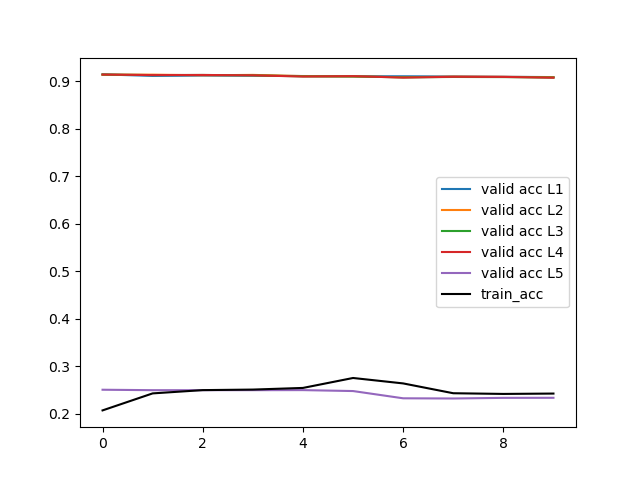 0.9
0.8
0.7
0.6
0.5
0.4
0.3
0.2
0 2 4 6 8
valid acc L1
valid acc L2
valid acc L3
valid acc L4
valid acc L5
train_acc